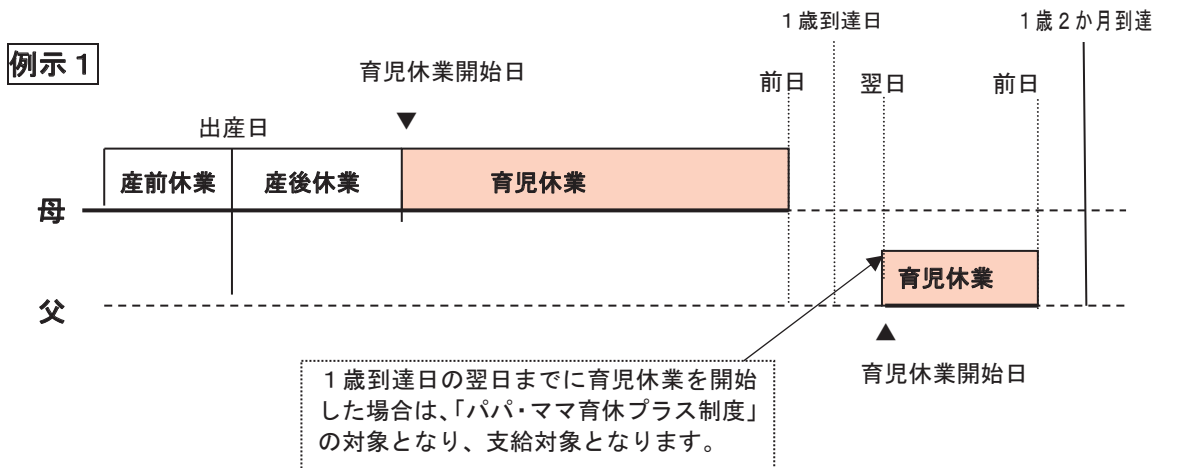 例示１
１歳到達日
１歳２か月到達
育児休業開始日
前日
翌日
前日
出産日
▼
産前休業
産後休業
育児休業
母
育児休業
父
▲
育児休業開始日
１歳到達日の翌日までに育児休業を開始
した場合は、「パパ・ママ育休プラス制度」
の対象となり、支給対象となります。